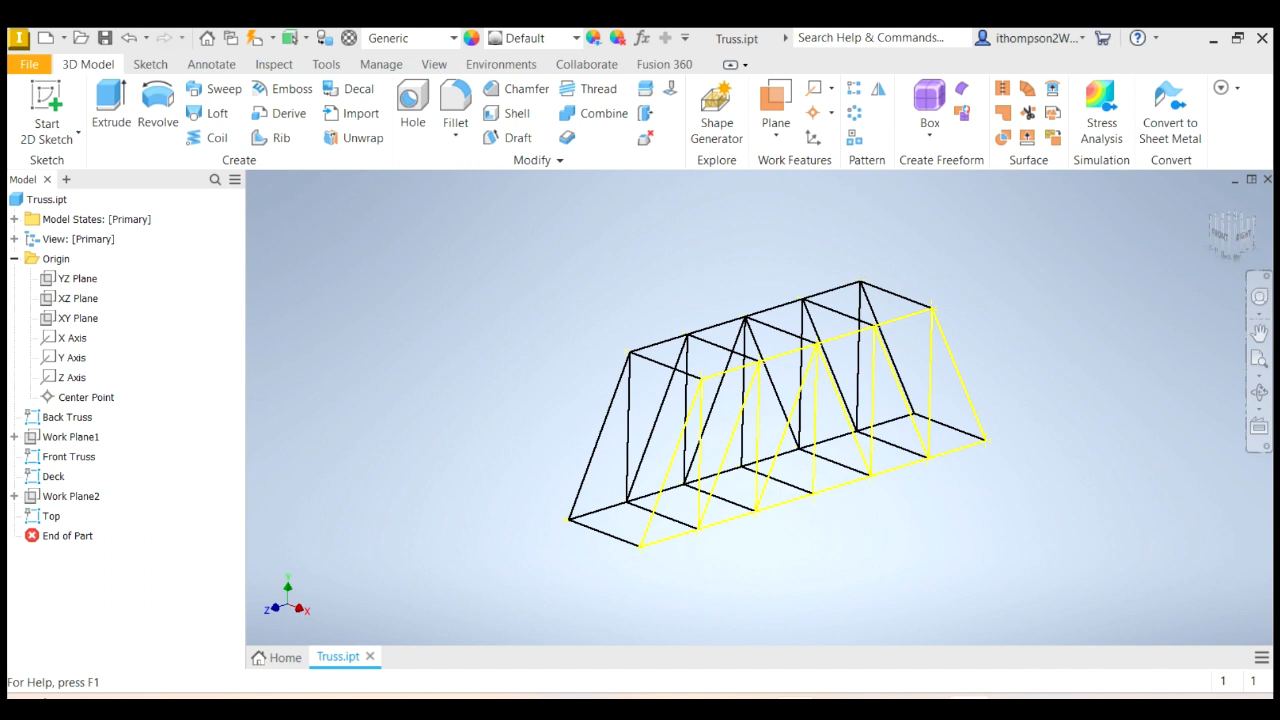 I Generic Default fx Truss.ipt Search Help & Commands... ithompson2W...
File 3D Model Sketch Annotate Inspect Tools Manage View Environments Collaborate Fusion 360
Start 2D Sketch
Extrude
Revolve
Sweep Emboss Decal
Loft Derive Import
Coil Rib Unwrap
Hole
Fillet
Chamfer Thread
Shell Combine
Draft
Shape Generator
Plane
Box
Stress Analysis
Convert to Sheet Metal
Sketch Create Modify Explore Work Features Pattern Create Freeform Surface Simulation Convert
Model
Truss.ipt
Model States: [Primary]
View: [Primary]
Origin
YZ Plane
XZ Plane
XY Plane
X Axis
Y Axis
Z Axis
Center Point
Back Truss
Work Plane1
Front Truss
Deck
Work Plane2
Top
End of Part
FRONT RIGHT
Y
Z X
Home Truss.ipt
For Help, press F1 1 1